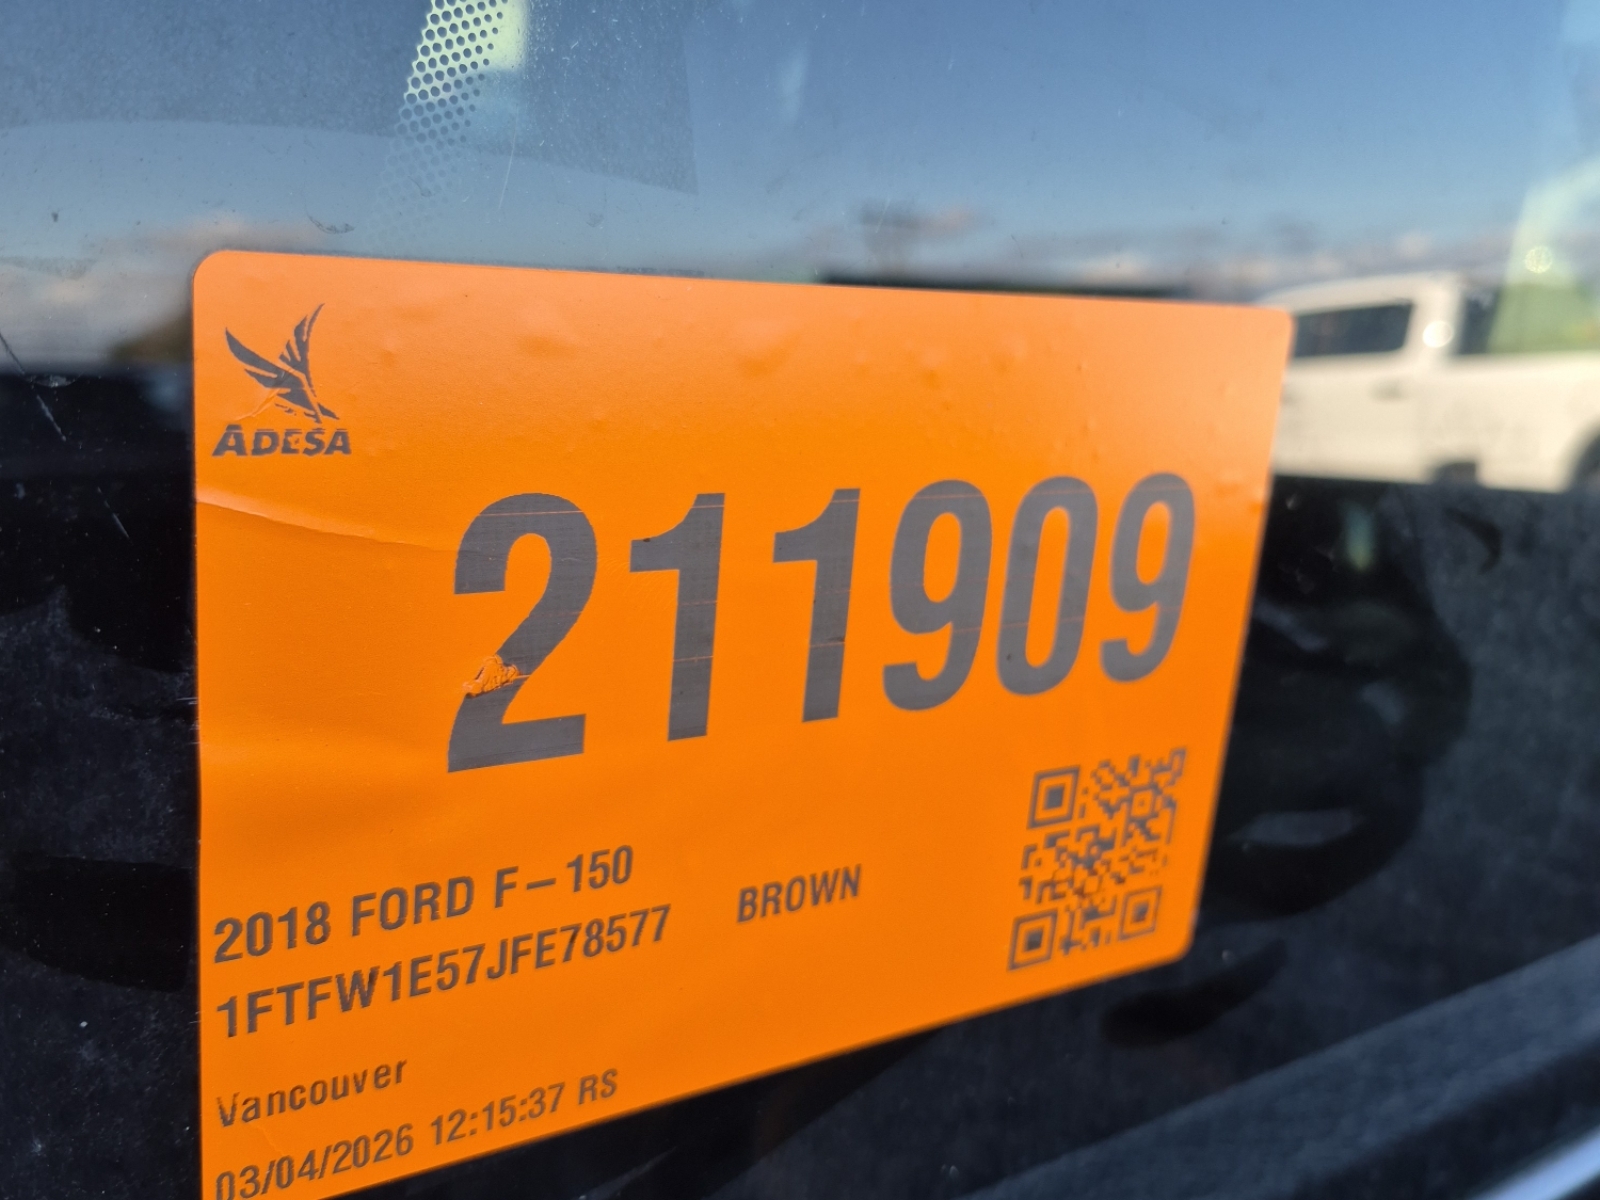 ADESA
211909
2018 FORD F-150
1FTFW1E57JFE78577 BROWN
Vancouver
03/04/2026 12:15:37 RS